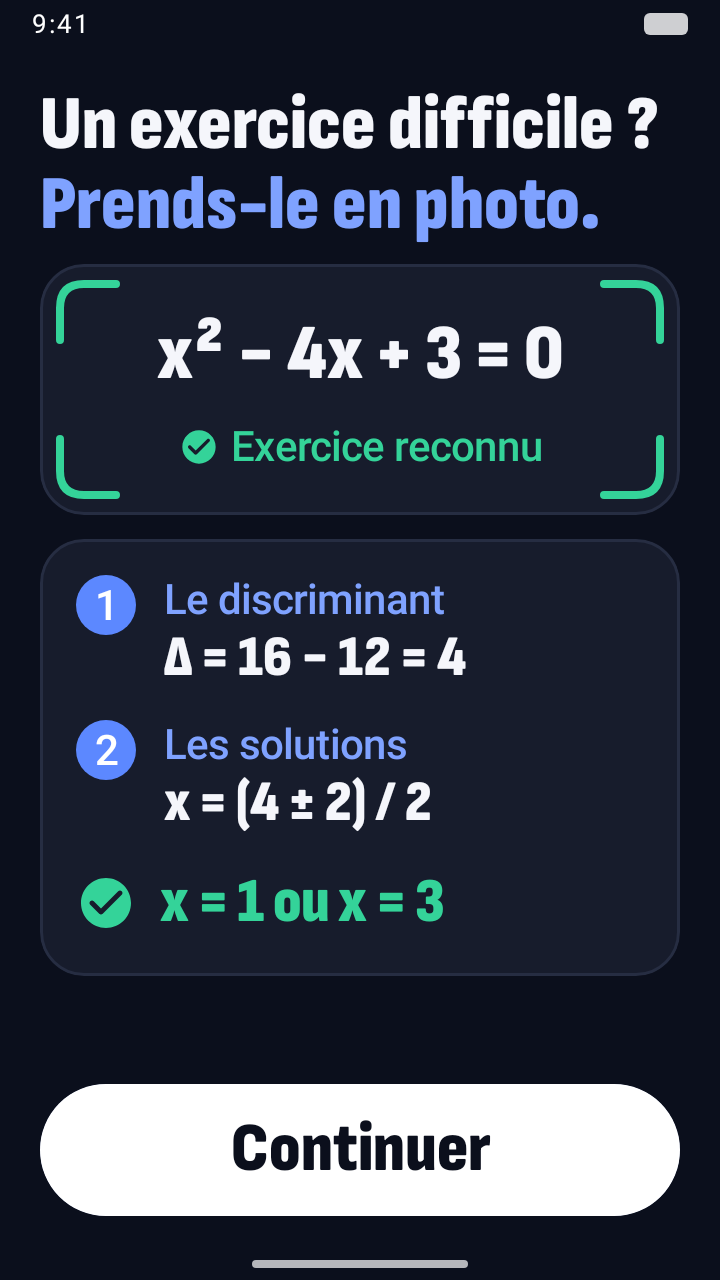 9:41
Un exercice difficile ?
Prends-le en photo.
x² − 4x + 3 = 0
Exercice reconnu
1 Le discriminant
Δ = 16 − 12 = 4
2 Les solutions
x = (4 ± 2) / 2
x = 1 ou x = 3
Continuer